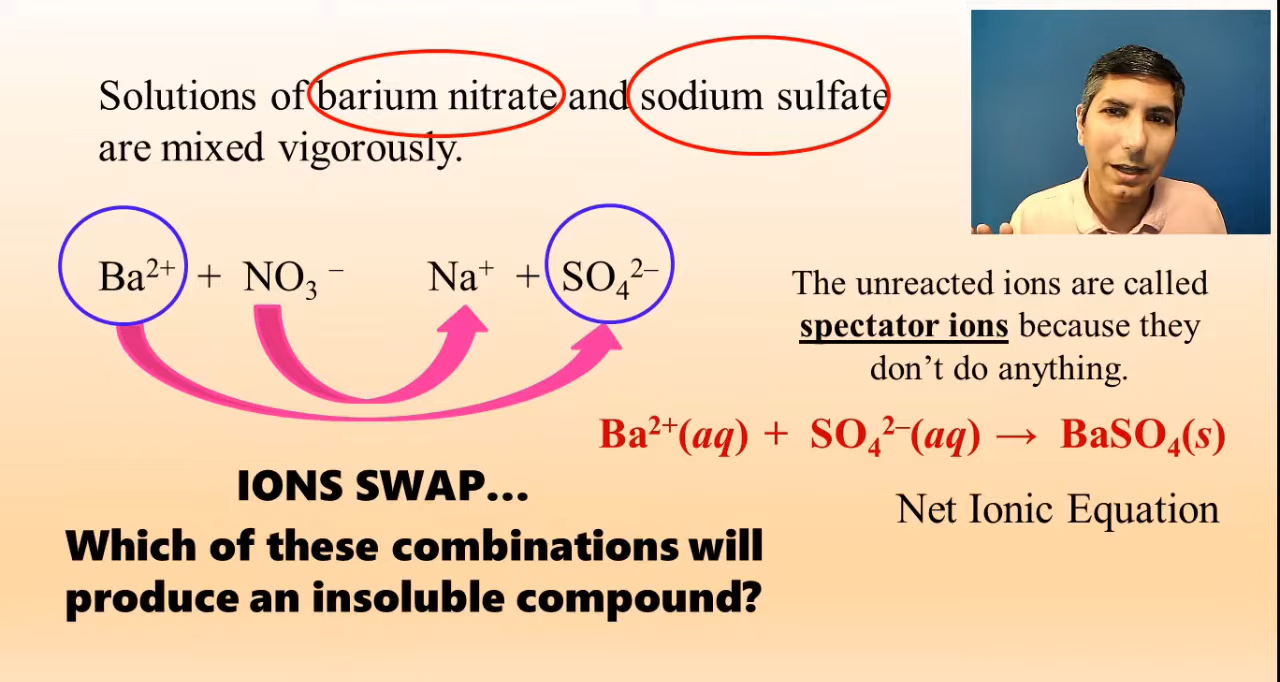 Solutions of barium nitrate and sodium sulfate
are mixed vigorously.
Ba²⁺ + NO₃⁻ Na⁺ + SO₄²⁻
The unreacted ions are called
spectator ions because they
don’t do anything.
Ba²⁺(aq) + SO₄²⁻(aq) → BaSO₄(s)
Net Ionic Equation
IONS SWAP...
Which of these combinations will
produce an insoluble compound?